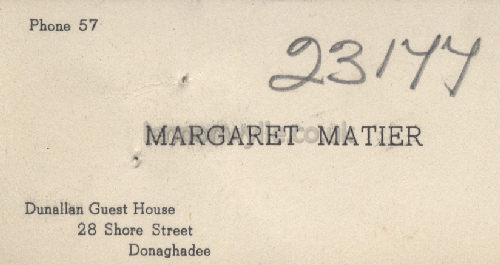 Phone 57
23177
MARGARET MATIER
Dunallan Guest House
28 Shore Street
Donaghadee